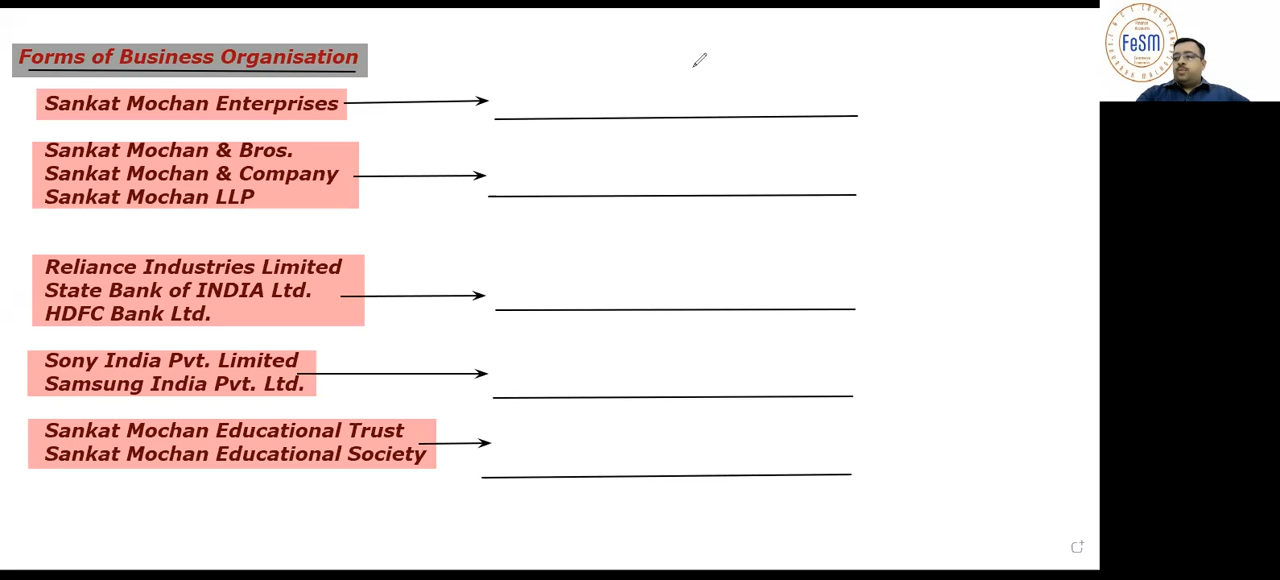 Forms of Business Organisation
Sankat Mochan Enterprises
Sankat Mochan & Bros.
Sankat Mochan & Company
Sankat Mochan LLP
Reliance Industries Limited
State Bank of INDIA Ltd.
HDFC Bank Ltd.
Sony India Pvt. Limited
Samsung India Pvt. Ltd.
Sankat Mochan Educational Trust
Sankat Mochan Educational Society
FeSM